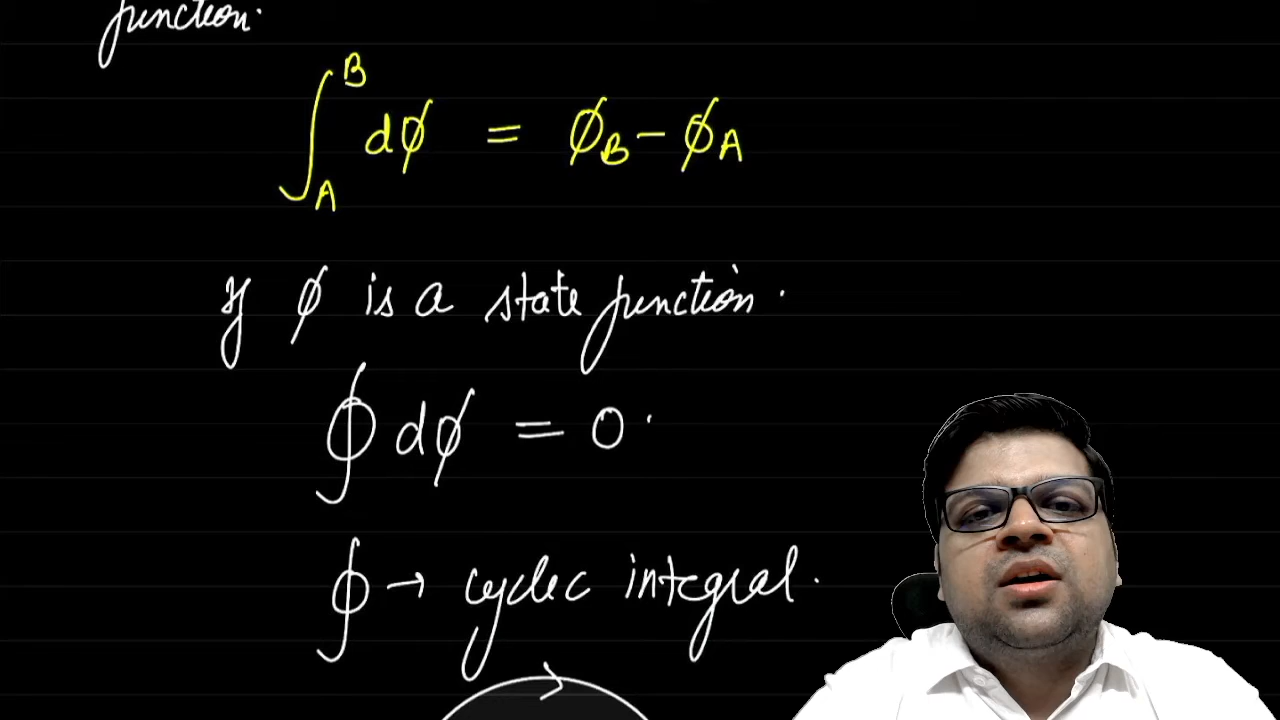 function.
∫_A^B dϕ = ϕ_B - ϕ_A
If ϕ is a state function.
∮ dϕ = 0.
∮ → cyclic integral.